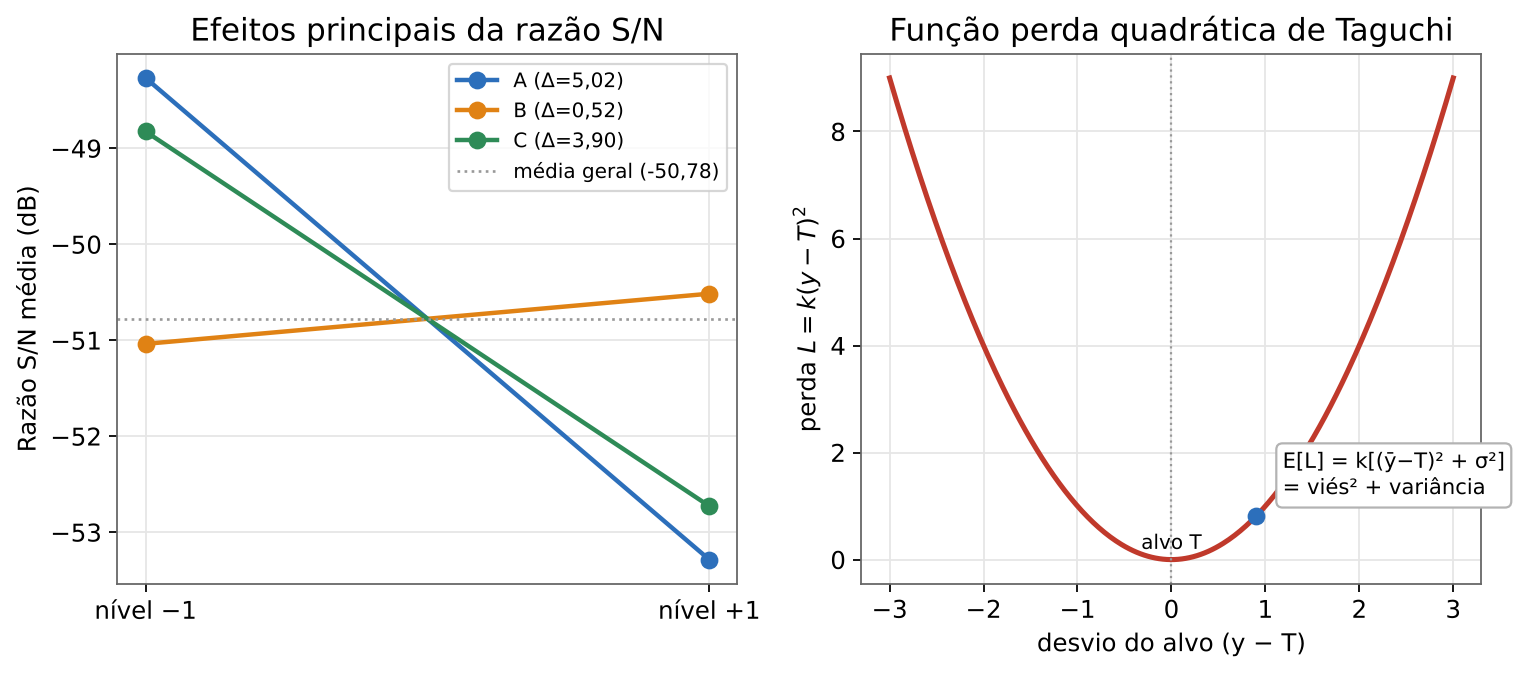 Efeitos principais da razão S/N
Razão S/N média (dB)
−49
−50
−51
−52
−53
A (Δ=5,02)
B (Δ=0,52)
C (Δ=3,90)
média geral (-50,78)
nível −1
nível +1
Função perda quadrática de Taguchi
perda L = k(y − T)²
8
6
4
2
0
E[L] = k[(ȳ−T)² + σ²]
= viés² + variância
alvo T
−3
−2
−1
0
1
2
3
desvio do alvo (y − T)